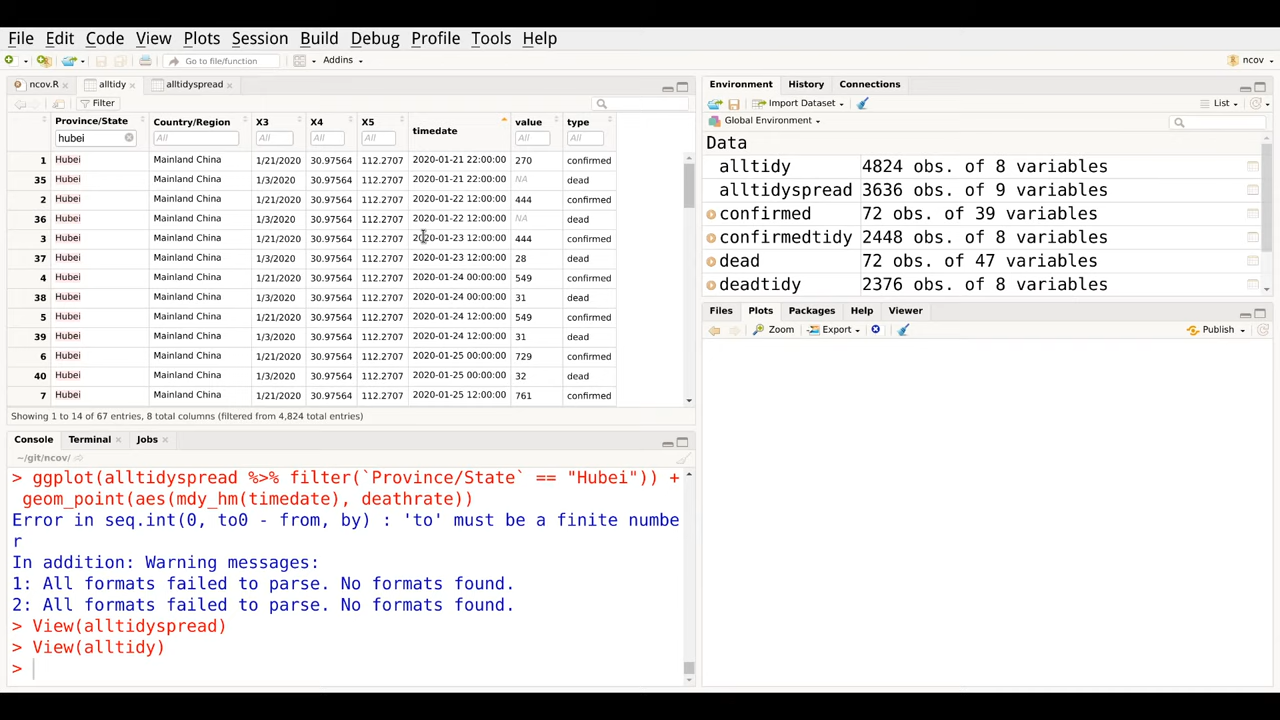 File Edit Code View Plots Session Build Debug Profile Tools Help
Go to file/function Addins ncov
ncov.R alltidy alltidyspread
Filter
Province/State Country/Region X3 X4 X5 timedate value type
hubei All All All All All All
1 Hubei Mainland China 1/21/2020 30.97564 112.2707 2020-01-21 22:00:00 270 confirmed
35 Hubei Mainland China 1/3/2020 30.97564 112.2707 2020-01-21 22:00:00 NA dead
2 Hubei Mainland China 1/21/2020 30.97564 112.2707 2020-01-22 12:00:00 444 confirmed
36 Hubei Mainland China 1/3/2020 30.97564 112.2707 2020-01-22 12:00:00 NA dead
3 Hubei Mainland China 1/21/2020 30.97564 112.2707 2020-01-23 12:00:00 444 confirmed
37 Hubei Mainland China 1/3/2020 30.97564 112.2707 2020-01-23 12:00:00 28 dead
4 Hubei Mainland China 1/21/2020 30.97564 112.2707 2020-01-24 00:00:00 549 confirmed
38 Hubei Mainland China 1/3/2020 30.97564 112.2707 2020-01-24 00:00:00 31 dead
5 Hubei Mainland China 1/21/2020 30.97564 112.2707 2020-01-24 12:00:00 549 confirmed
39 Hubei Mainland China 1/3/2020 30.97564 112.2707 2020-01-24 12:00:00 31 dead
6 Hubei Mainland China 1/21/2020 30.97564 112.2707 2020-01-25 00:00:00 729 confirmed
40 Hubei Mainland China 1/3/2020 30.97564 112.2707 2020-01-25 00:00:00 32 dead
7 Hubei Mainland China 1/21/2020 30.97564 112.2707 2020-01-25 12:00:00 761 confirmed
Showing 1 to 14 of 67 entries, 8 total columns (filtered from 4,824 total entries)
Console Terminal Jobs
~/git/ncov/
> ggplot(alltidyspread %>% filter(`Province/State` == "Hubei")) +
geom_point(aes(mdy_hm(timedate), deathrate))
Error in seq.int(0, to0 - from, by) : 'to' must be a finite numbe
r
In addition: Warning messages:
1: All formats failed to parse. No formats found.
2: All formats failed to parse. No formats found.
> View(alltidyspread)
> View(alltidy)
>
Environment History Connections
Import Dataset List
Global Environment
Data
alltidy 4824 obs. of 8 variables
alltidyspread 3636 obs. of 9 variables
confirmed 72 obs. of 39 variables
confirmedtidy 2448 obs. of 8 variables
dead 72 obs. of 47 variables
deadtidy 2376 obs. of 8 variables
Files Plots Packages Help Viewer
Zoom Export Publish